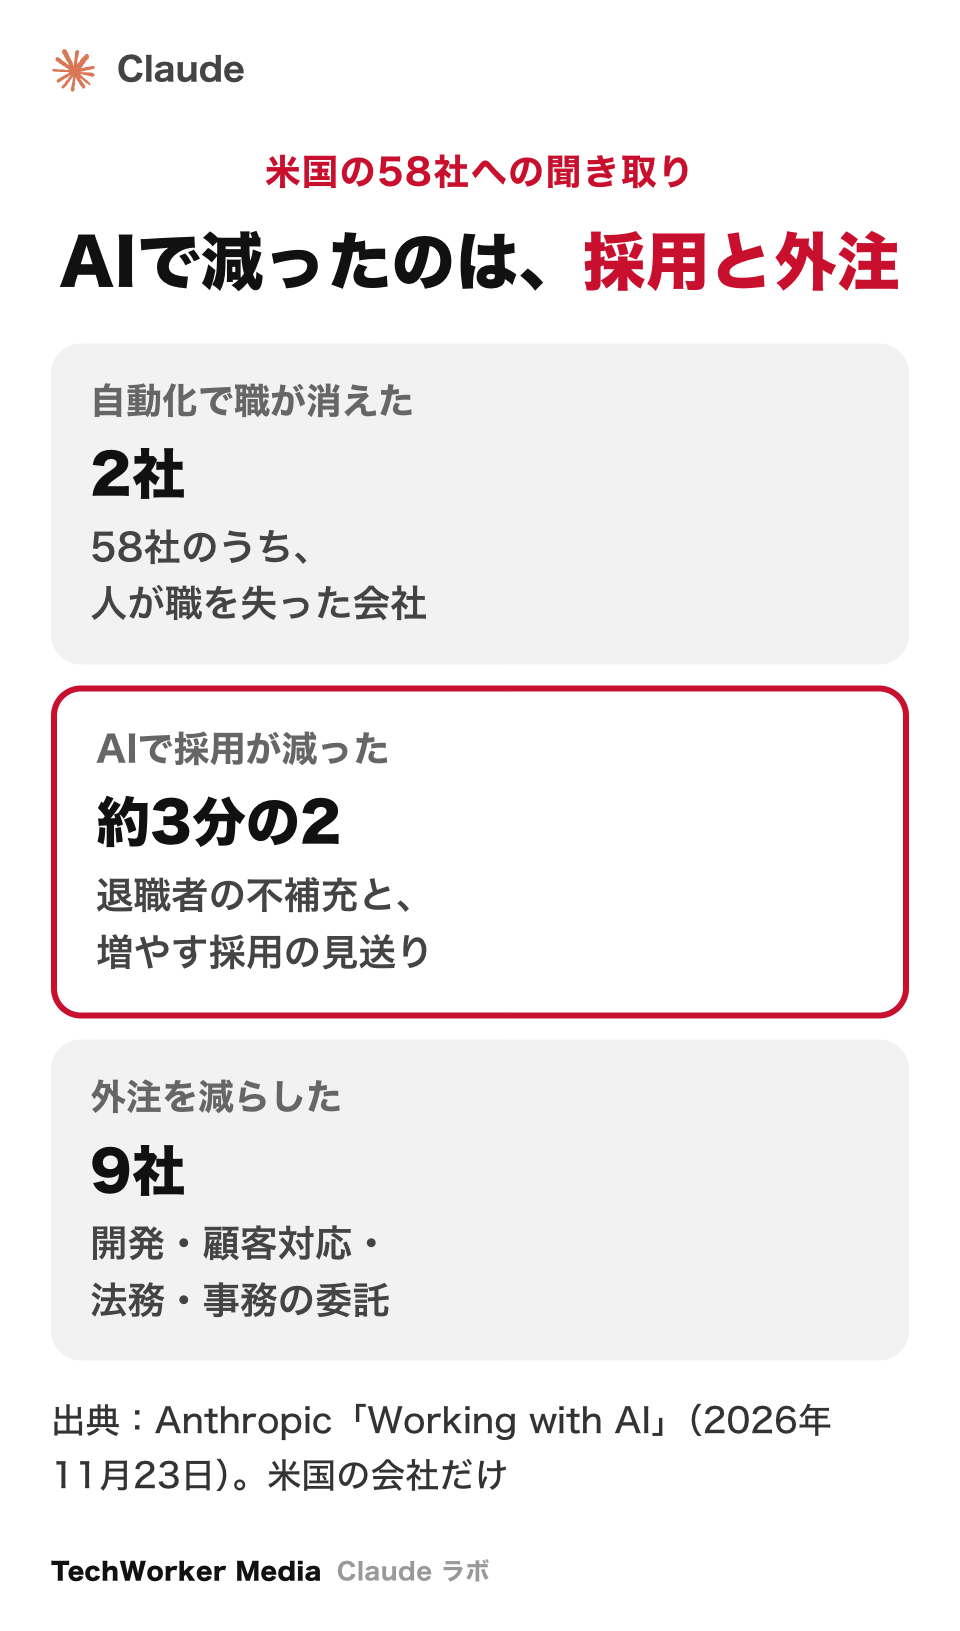 Claude
米国の58社への聞き取り
AIで減ったのは、採用と外注
自動化で職が消えた
2社
58社のうち、
人が職を失った会社
AIで採用が減った
約3分の2
退職者の不補充と、
増やす採用の見送り
外注を減らした
9社
開発・顧客対応・
法務・事務の委託
出典：Anthropic「Working with AI」（2026年
11月23日）。米国の会社だけ
TechWorker Media Claude ラボ